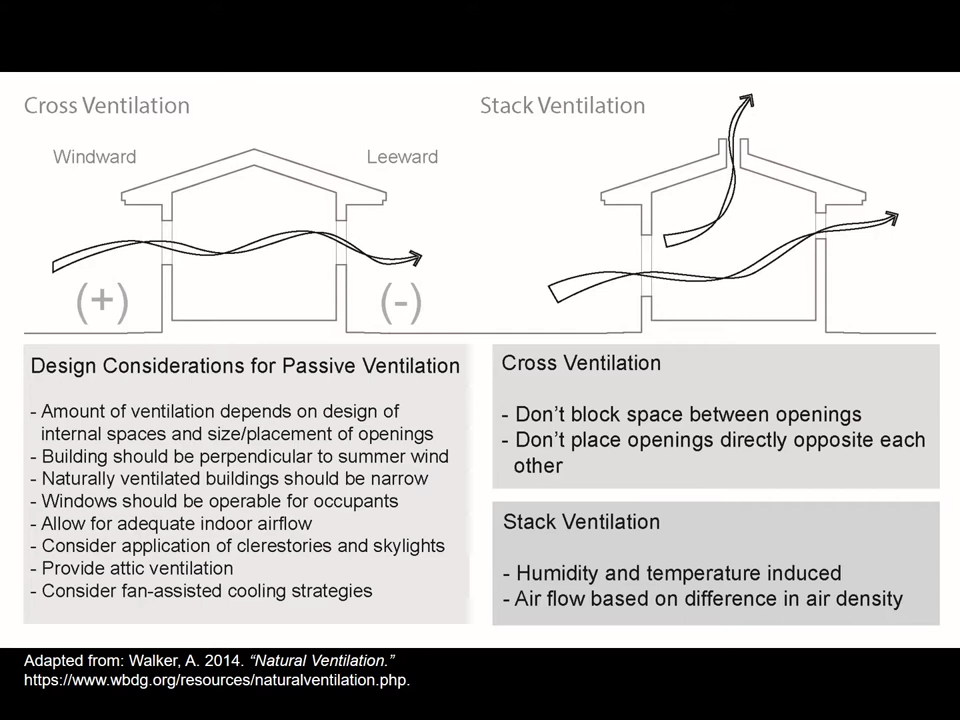 Cross Ventilation
Windward
Leeward
(+)
(-)
Stack Ventilation
Design Considerations for Passive Ventilation
- Amount of ventilation depends on design of
internal spaces and size/placement of openings
- Building should be perpendicular to summer wind
- Naturally ventilated buildings should be narrow
- Windows should be operable for occupants
- Allow for adequate indoor airflow
- Consider application of clerestories and skylights
- Provide attic ventilation
- Consider fan-assisted cooling strategies
Cross Ventilation
- Don't block space between openings
- Don't place openings directly opposite each
other
Stack Ventilation
- Humidity and temperature induced
- Air flow based on difference in air density
Adapted from: Walker, A. 2014. “Natural Ventilation.”
https://www.wbdg.org/resources/naturalventilation.php.